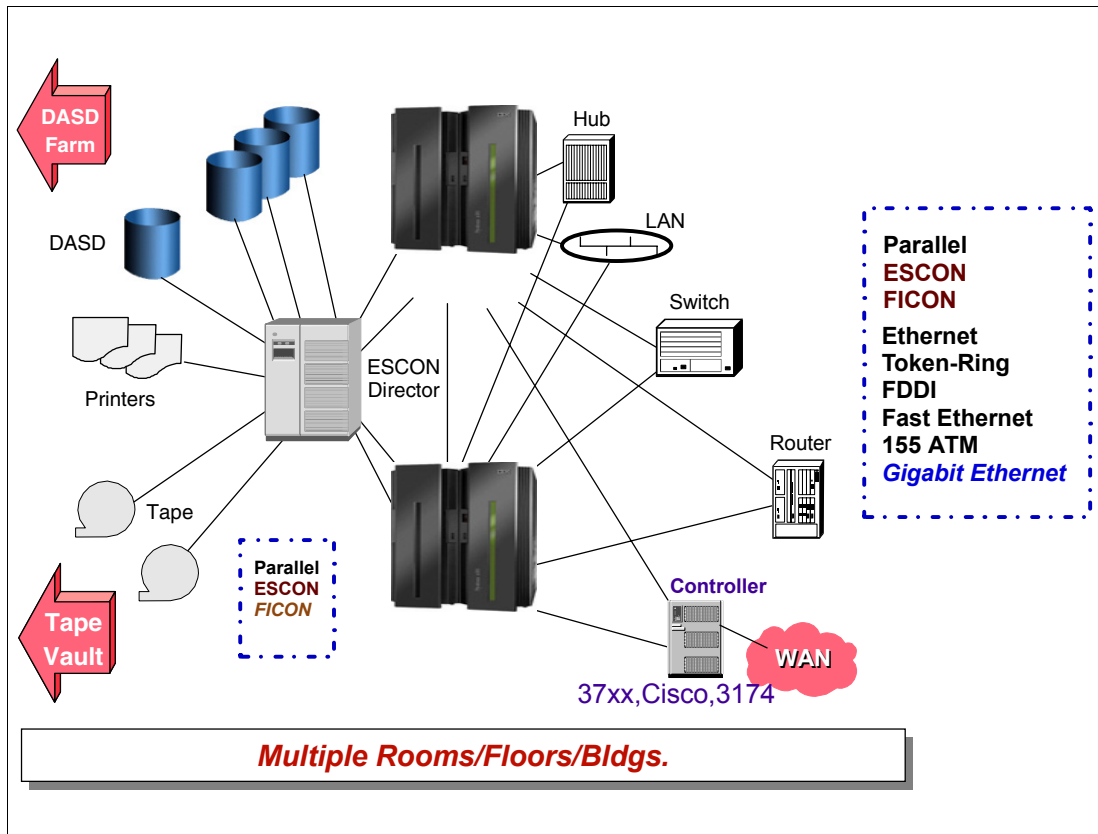 DASD
Farm
Hub
LAN
DASD
Switch
Printers
ESCON
Director
Router
Parallel
ESCON
FICON
Ethernet
Token-Ring
FDDI
Fast Ethernet
155 ATM
Gigabit Ethernet
Tape
Parallel
ESCON
FICON
Tape
Vault
Controller
WAN
37xx,Cisco,3174
Multiple Rooms/Floors/Bldgs.